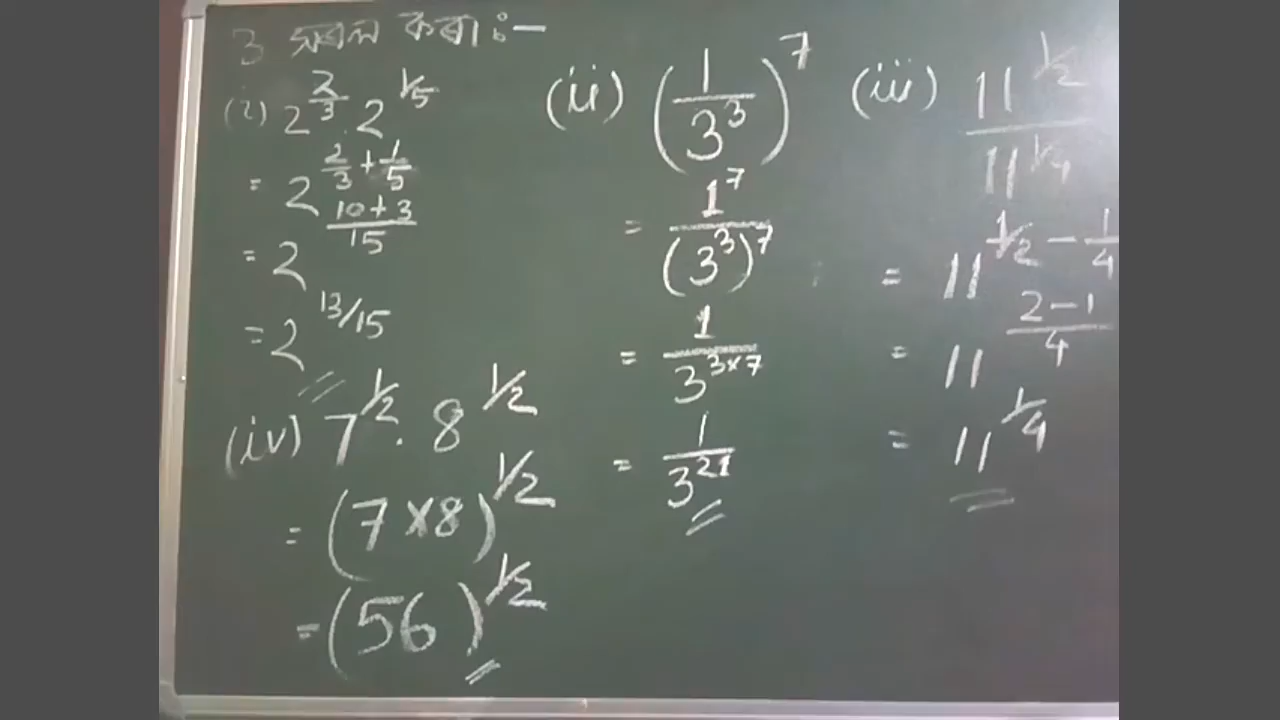 3 সৰল কৰা :-
(i) 2^{2/3} . 2^{1/5}
= 2^{2/3 + 1/5}
= 2^{(10+3)/15}
= 2^{13/15}
(ii) (1/3^3)^7
= 1^7/(3^3)^7
= 1/3^{3×7}
= 1/3^{21}
(iii) 11^{1/2}/11^{1/4}
= 11^{1/2 - 1/4}
= 11^{(2-1)/4}
= 11^{1/4}
(iv) 7^{1/2} . 8^{1/2}
= (7×8)^{1/2}
= (56)^{1/2}